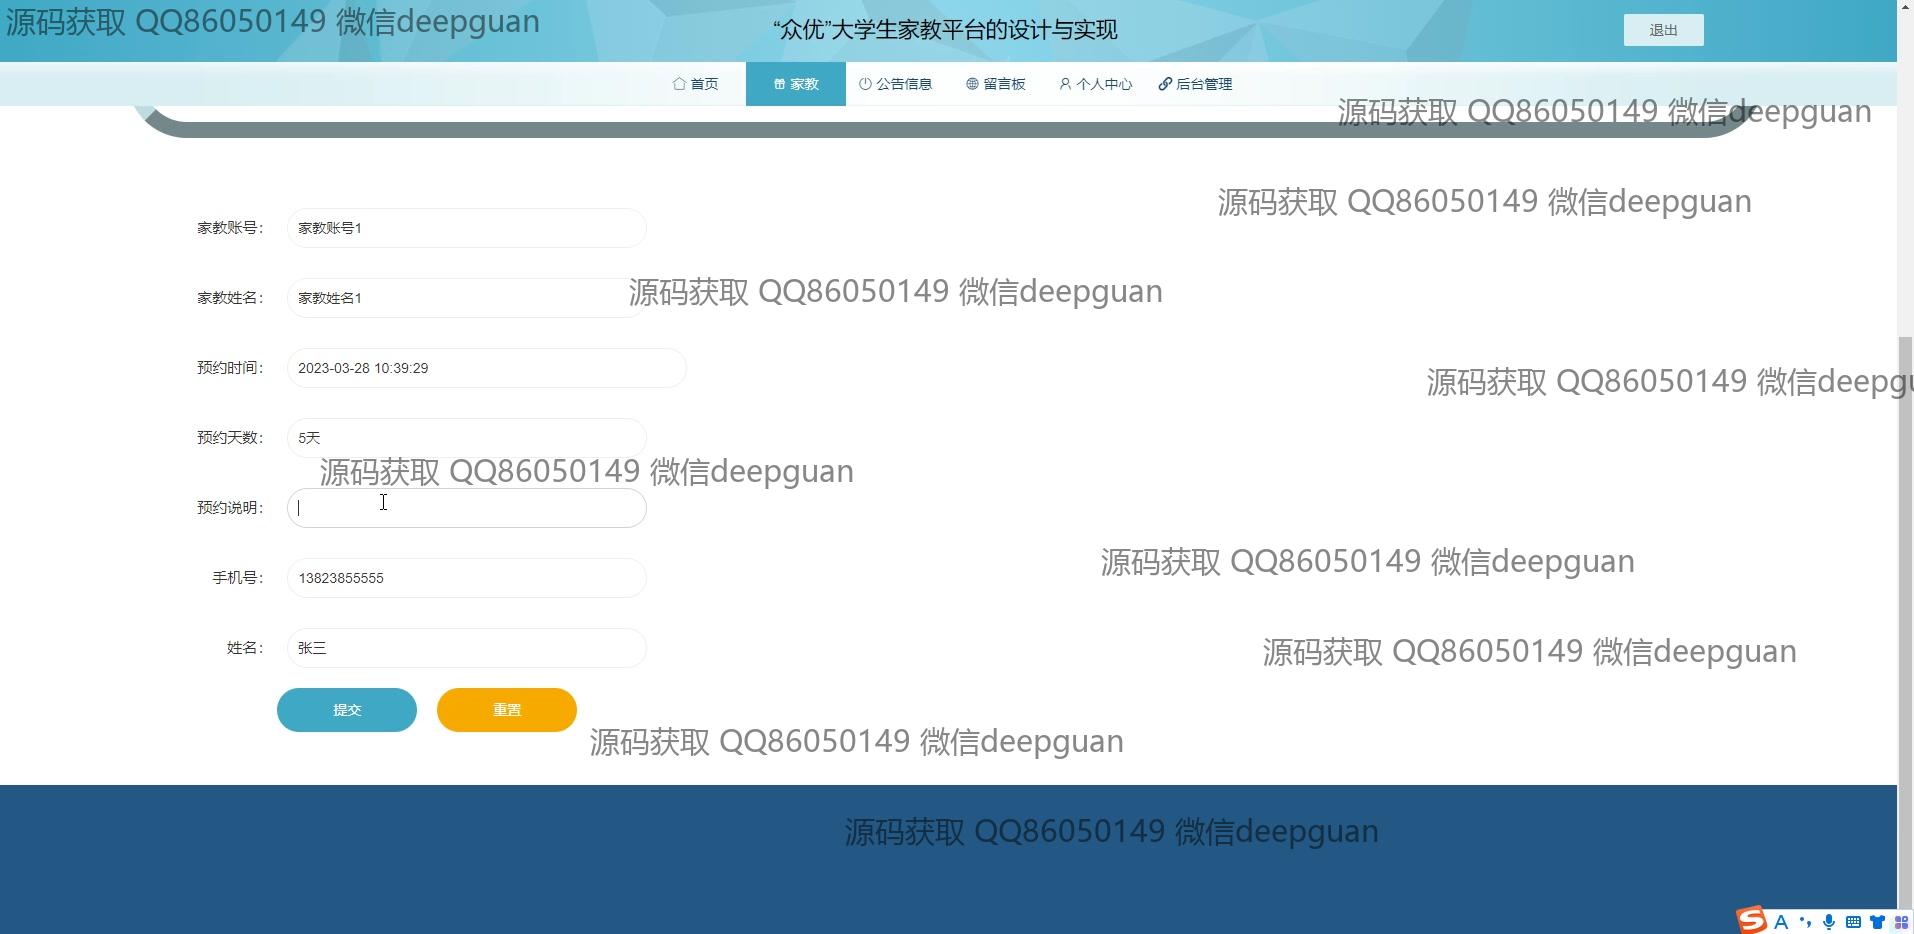 源码获取 QQ86050149 微信deepguan
“众优”大学生家教平台的设计与实现
退出
首页 家教 公告信息 留言板 个人中心 后台管理
源码获取 QQ86050149 微信deepguan
源码获取 QQ86050149 微信deepguan
家教账号： 家教账号1
源码获取 QQ86050149 微信deepguan
家教姓名： 家教姓名1
预约时间： 2023-03-28 10:39:29
源码获取 QQ86050149 微信deepgu
预约天数： 5天
源码获取 QQ86050149 微信deepguan
预约说明：
源码获取 QQ86050149 微信deepguan
手机号： 13823855555
姓名： 张三
源码获取 QQ86050149 微信deepguan
提交 重置
源码获取 QQ86050149 微信deepguan
源码获取 QQ86050149 微信deepguan
S A